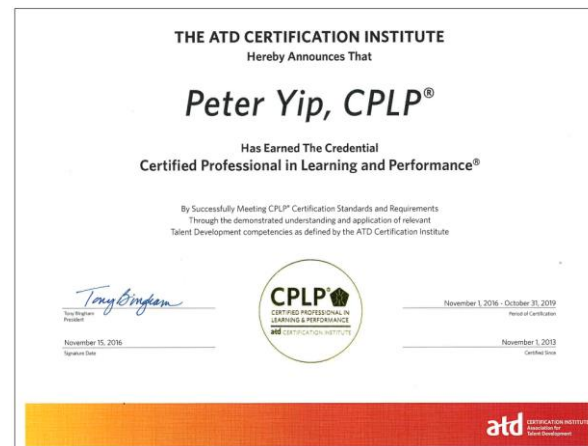 THE ATD CERTIFICATION INSTITUTE
Hereby Announces That
Peter Yip, CPLP®
Has Earned The Credential
Certified Professional in Learning and Performance®
By Successfully Meeting CPLP® Certification Standards and Requirements
Through the demonstrated understanding and application of relevant
Talent Development competencies as defined by the ATD Certification Institute
Tony Bingham
Tony Bingham
President
November 15, 2016
Signature Date
CPLP®
CERTIFIED PROFESSIONAL IN
LEARNING & PERFORMANCE
atd CERTIFICATION INSTITUTE
November 1, 2016 - October 31, 2019
Period of Certification
November 1, 2013
Certified Since
atd CERTIFICATION INSTITUTE
Association for
Talent Development